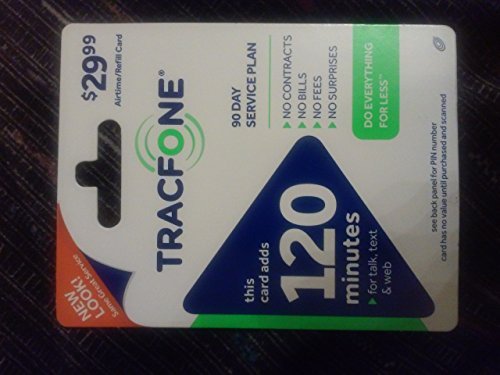 $29.99
Airtime/Refill Card
TRACFONE®
NEW
LOOK!
Same Great Service
90 DAY
SERVICE PLAN
NO CONTRACTS
NO BILLS
NO FEES
NO SURPRISES
DO EVERYTHING
FOR LESS™
this
card adds
120
minutes
for talk, text
& web
see back panel for PIN number
card has no value until purchased and scanned